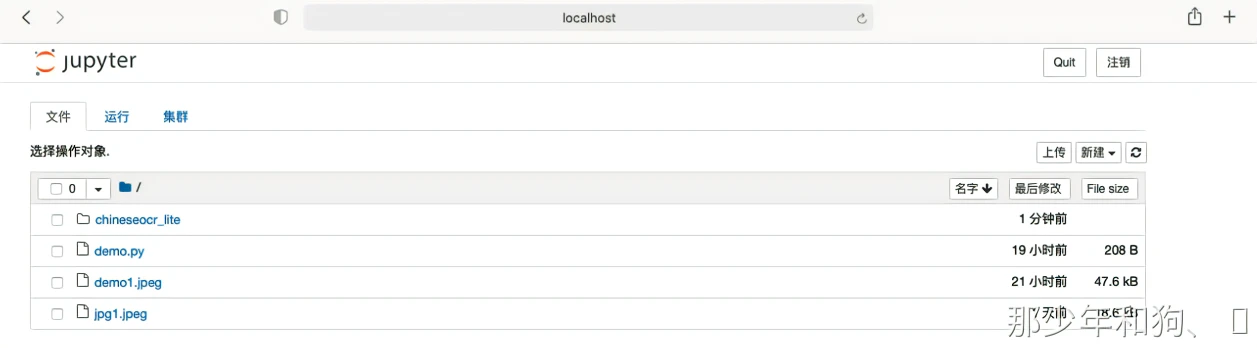 localhost
jupyter
Quit 注销
文件 运行 集群
选择操作对象.
上传 新建
0 / 名字 最后修改 File size
chineseocr_lite 1 分钟前
demo.py 19 小时前 208 B
demo1.jpeg 21 小时前 47.6 kB
jpg1.jpeg
那少年和狗、